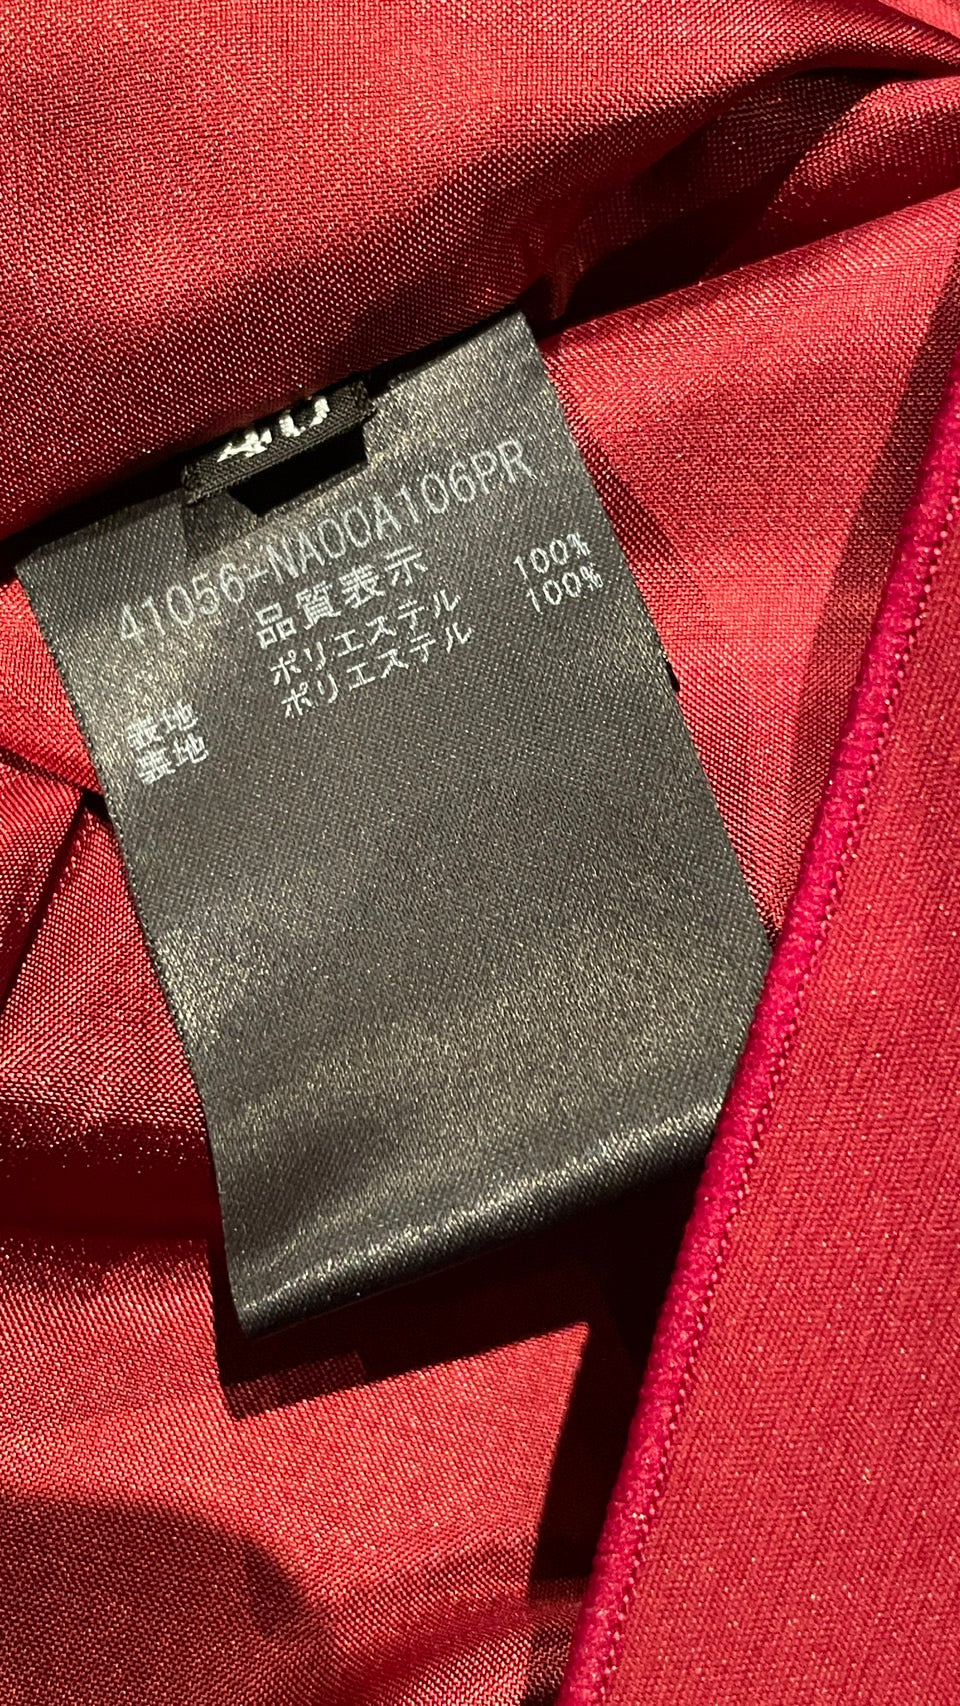 40
41056-NA00A106PR
品質表示
表地 ポリエステル 100%
裏地 ポリエステル 100%